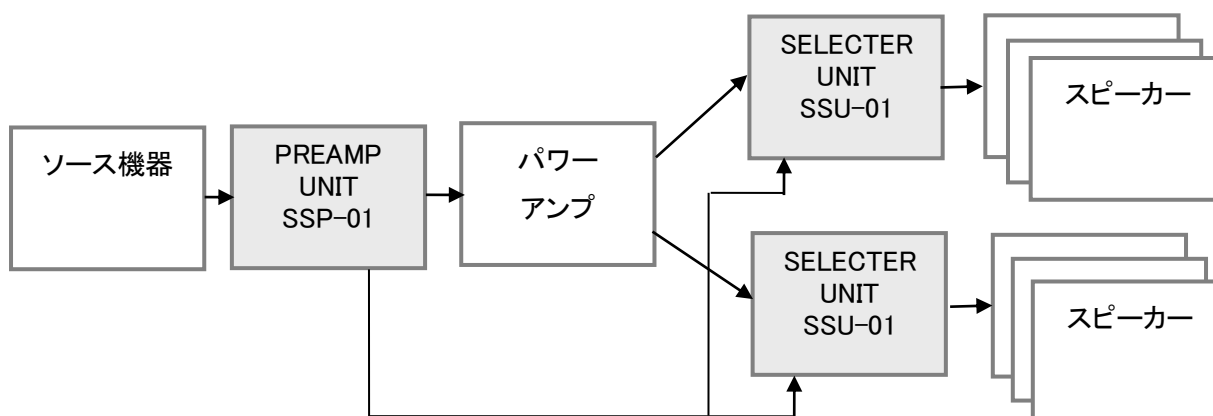 ソース機器
PREAMP
UNIT
SSP-01
パワー
アンプ
SELECTER
UNIT
SSU-01
スピーカー
SELECTER
UNIT
SSU-01
スピーカー